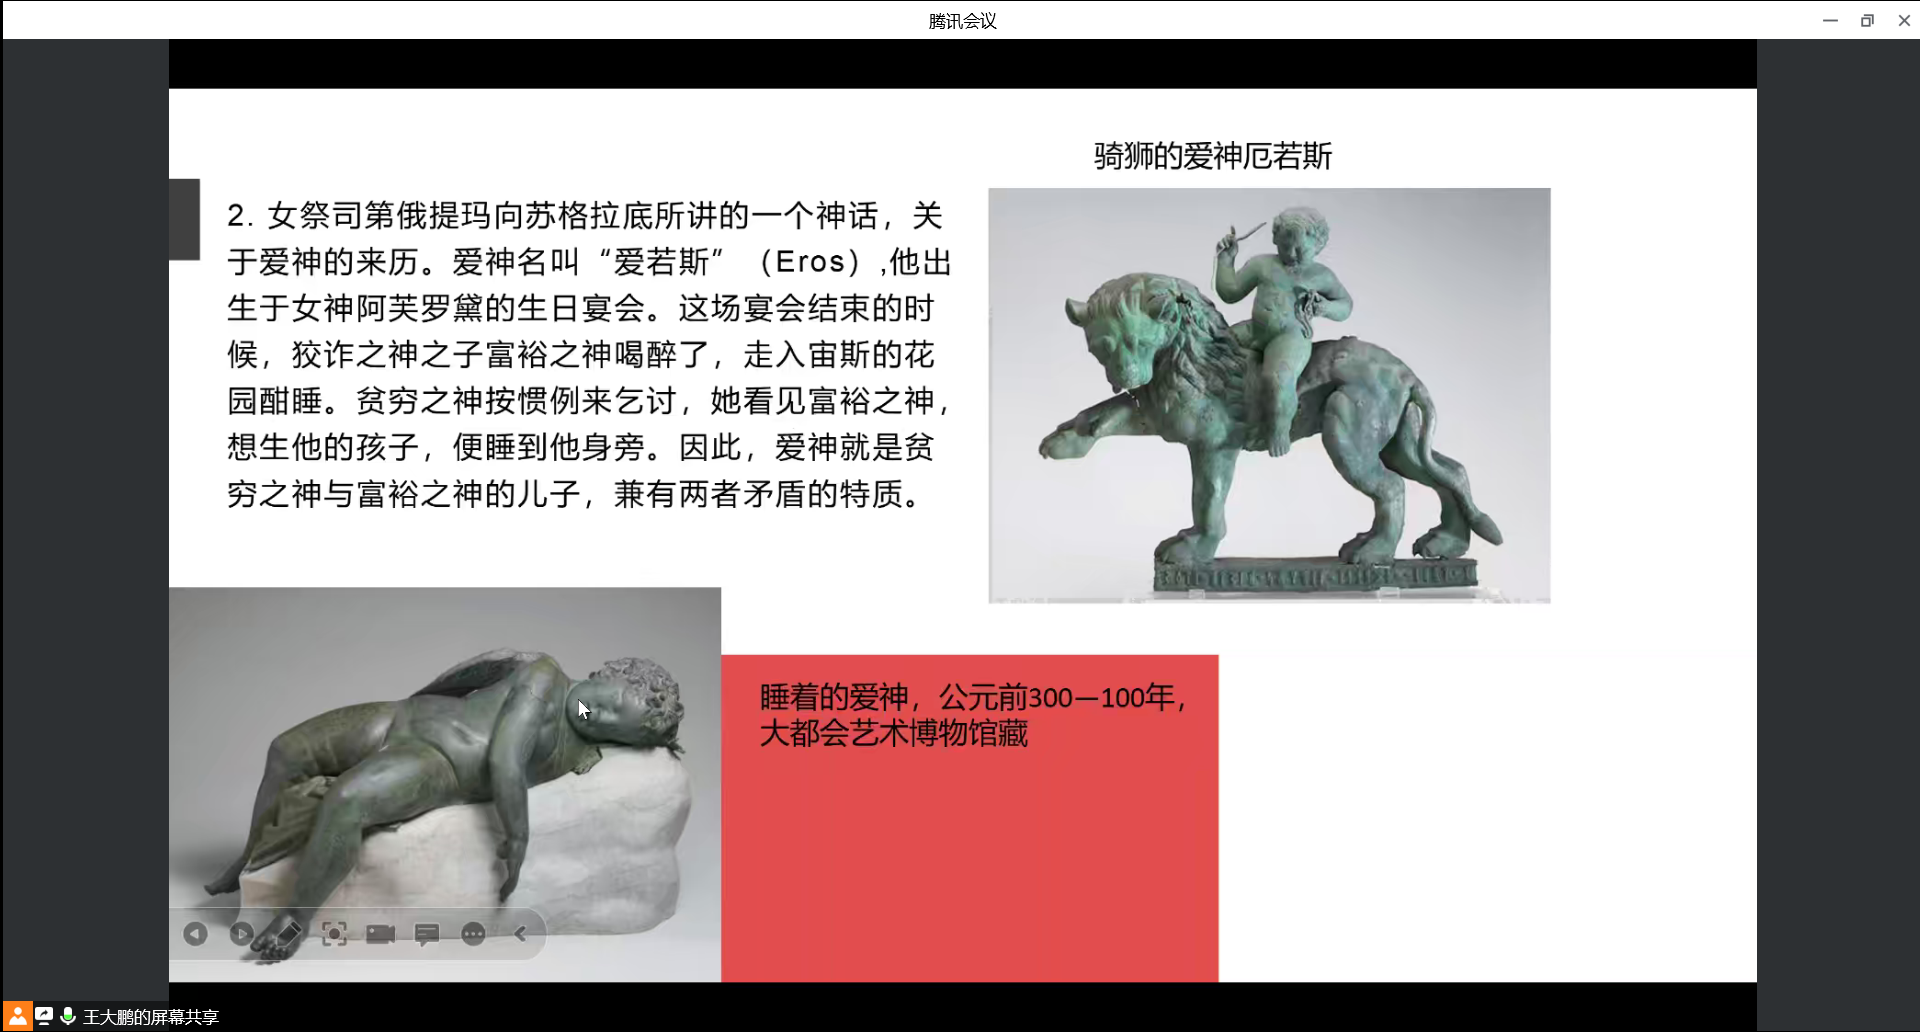 腾讯会议
骑狮的爱神厄若斯
2. 女祭司第俄提玛向苏格拉底所讲的一个神话，关
于爱神的来历。爱神名叫“爱若斯”（Eros）,他出
生于女神阿芙罗黛的生日宴会。这场宴会结束的时
候，狡诈之神之子富裕之神喝醉了，走入宙斯的花
园酣睡。贫穷之神按惯例来乞讨，她看见富裕之神，
想生他的孩子，便睡到他身旁。因此，爱神就是贫
穷之神与富裕之神的儿子，兼有两者矛盾的特质。
睡着的爱神，公元前300—100年，
大都会艺术博物馆藏
王大鹏的屏幕共享